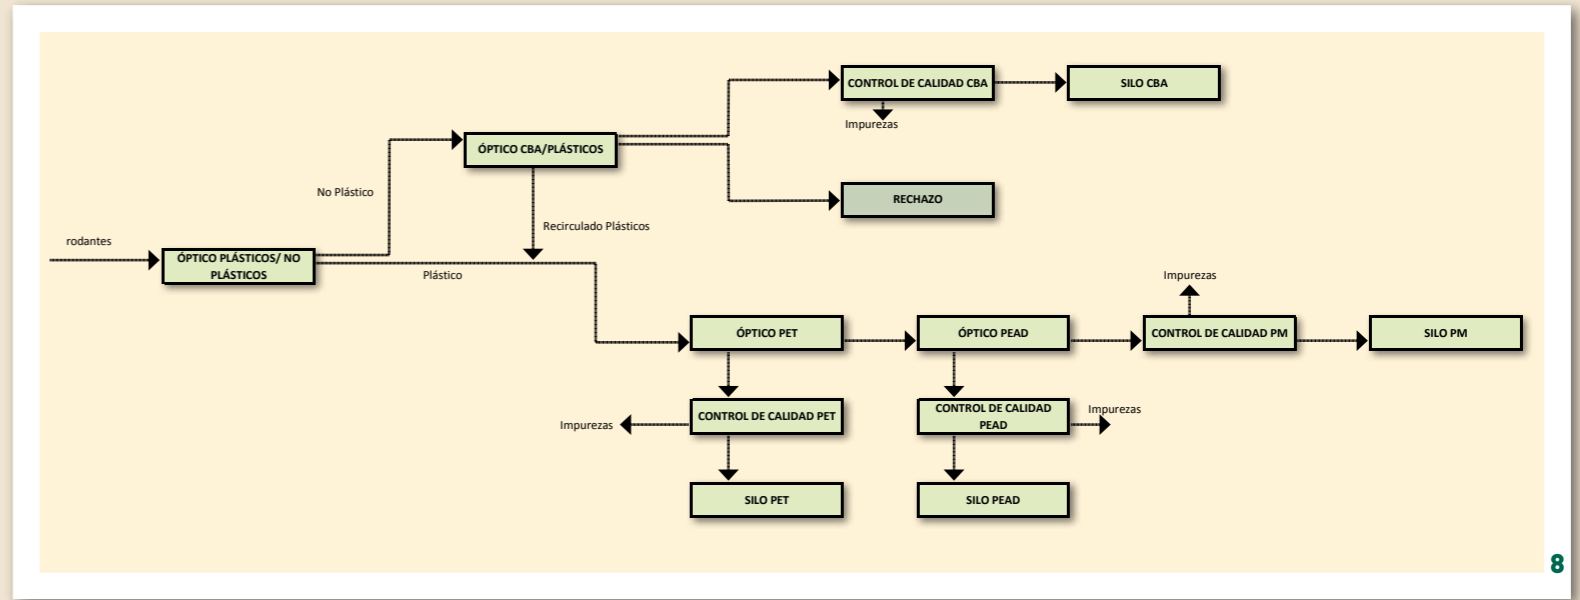 CONTROL DE CALIDAD CBA
SILO CBA
Impurezas
ÓPTICO CBA/PLÁSTICOS
No Plástico
RECHAZO
Recirculado Plásticos
rodantes
ÓPTICO PLÁSTICOS/ NO
PLÁSTICOS
Plástico
Impurezas
ÓPTICO PET
ÓPTICO PEAD
CONTROL DE CALIDAD PM
SILO PM
CONTROL DE CALIDAD PET
Impurezas
CONTROL DE CALIDAD
PEAD
Impurezas
SILO PET
SILO PEAD
8